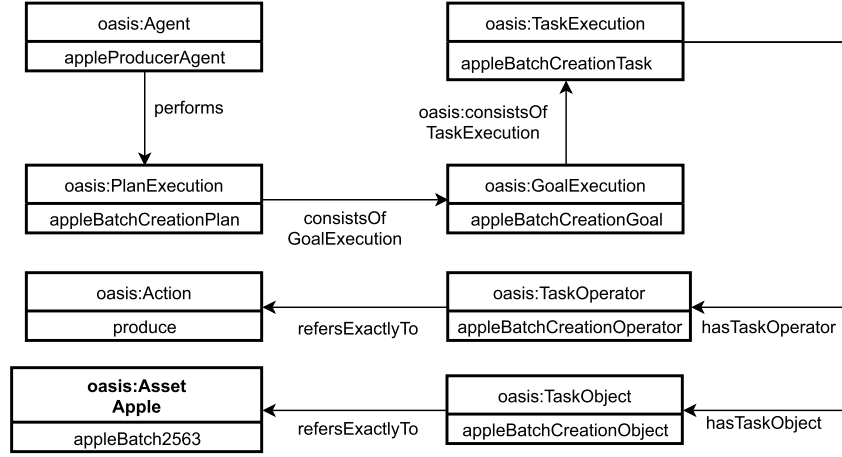 oasis:Agent
appleProducerAgent
oasis:TaskExecution
appleBatchCreationTask
performs
oasis:consistsOf
TaskExecution
oasis:PlanExecution
appleBatchCreationPlan
consistsOf
GoalExecution
oasis:GoalExecution
appleBatchCreationGoal
oasis:Action
produce
refersExactlyTo
oasis:TaskOperator
appleBatchCreationOperator
hasTaskOperator
oasis:Asset
Apple
appleBatch2563
refersExactlyTo
oasis:TaskObject
appleBatchCreationObject
hasTaskObject